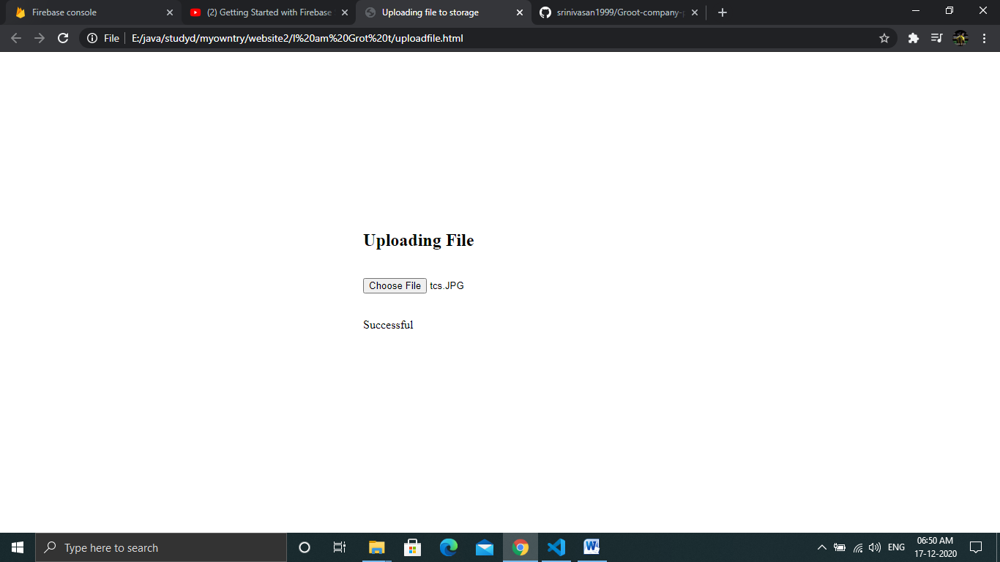 Firebase console
(2) Getting Started with Firebase
Uploading file to storage
srinivasan1999/Groot-company-
File
E:/java/studyd/myowntry/website2/I%20am%20Grot%20t/uploadfile.html
Uploading File
Choose File tcs.JPG
Successful
Type here to search
ENG
06:50 AM
17-12-2020